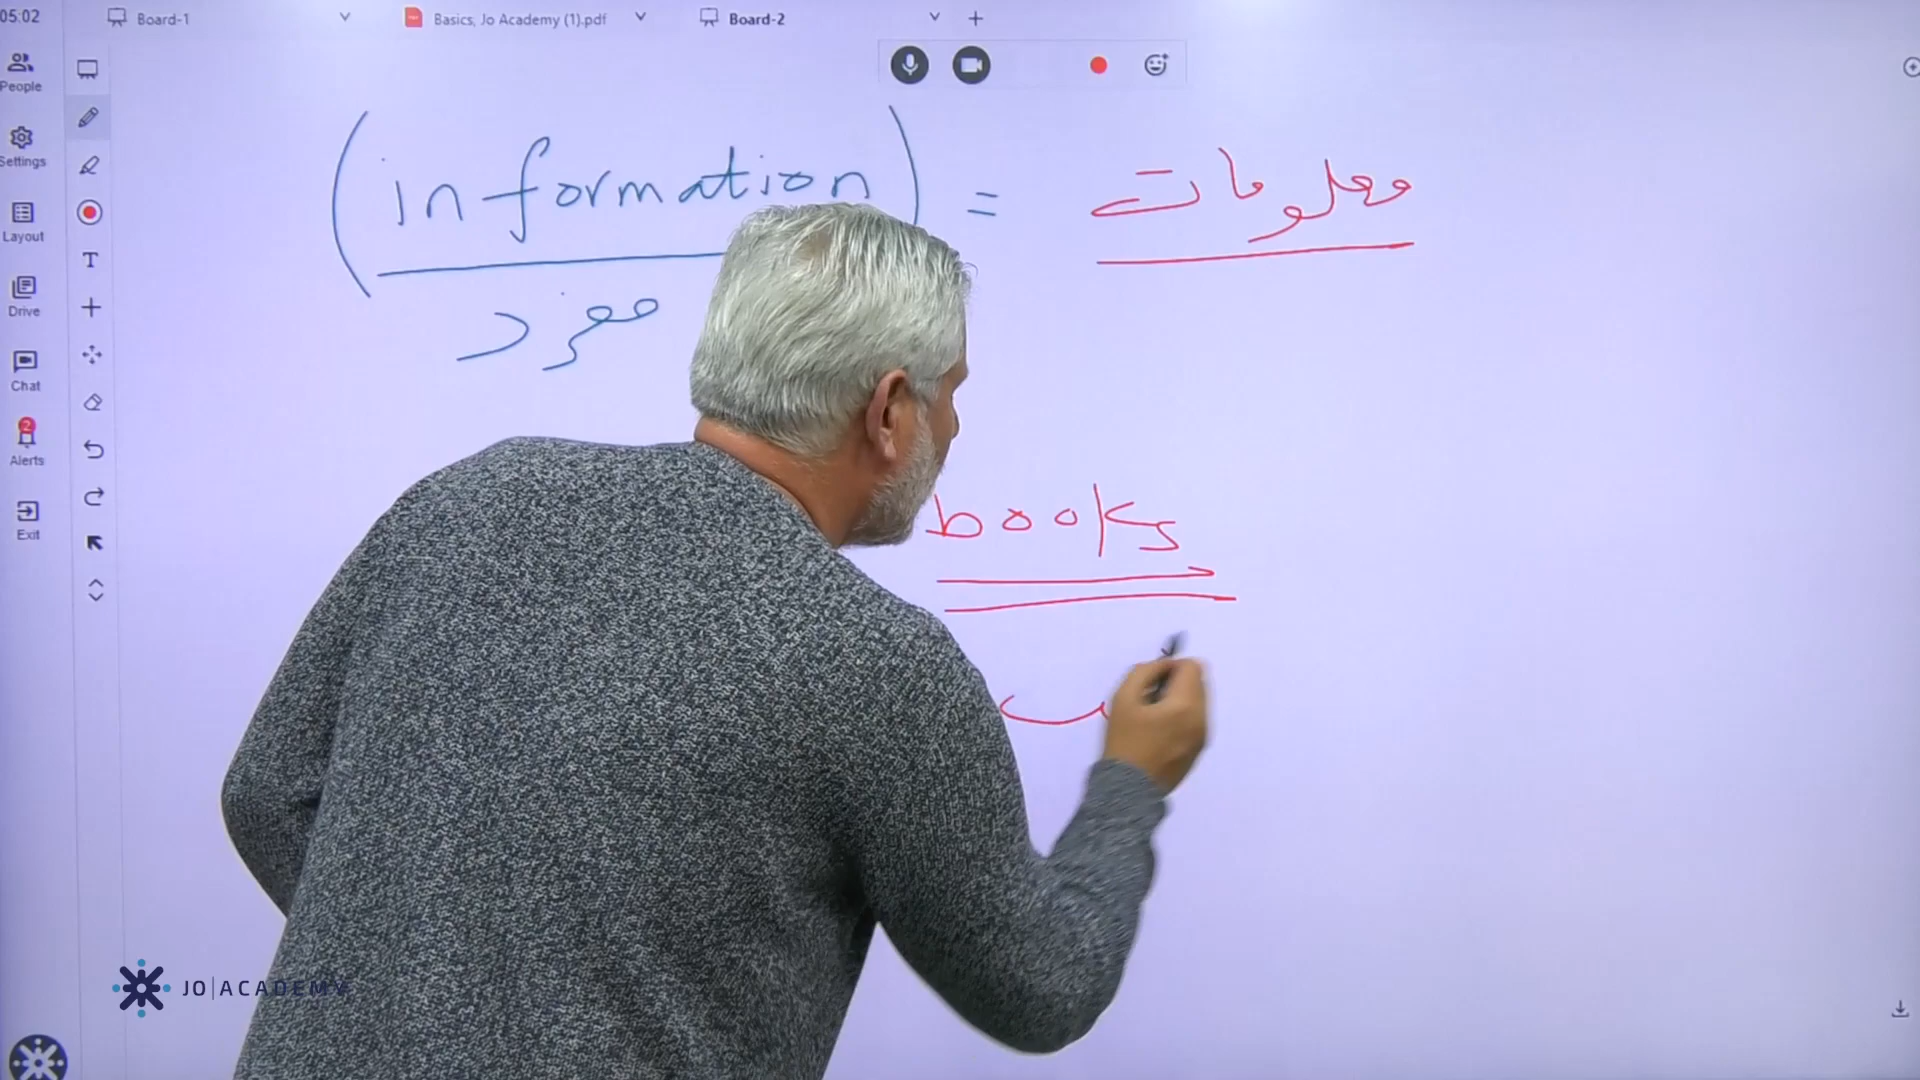 05:02 Board-1 Basics, Jo Academy (1).pdf Board-2
People
Settings
Layout
Drive
Chat
2
Alerts
Exit
T
(information) = معلومات
مفرد
books
JO|ACADEMY